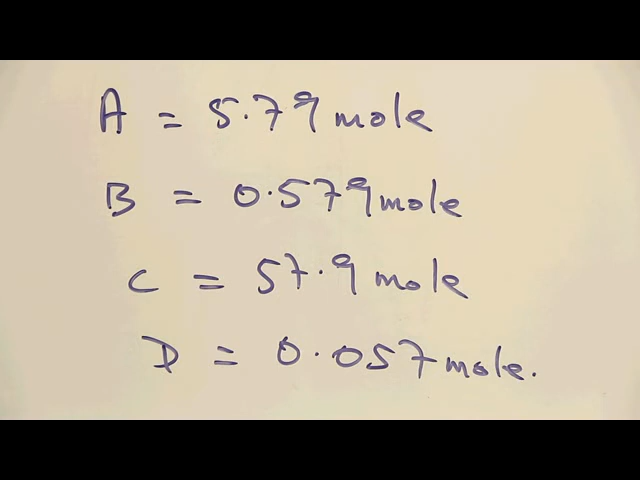 A = 5.79 mole
B = 0.579 mole
C = 57.9 mole
D = 0.057 mole.